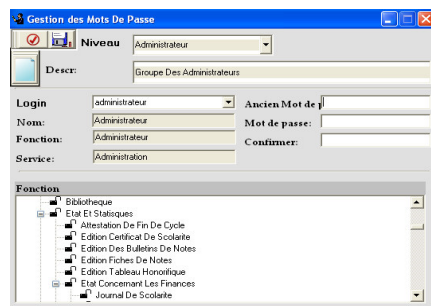 Gestion des Mots De Passe
Niveau Administrateur
Descr: Groupe Des Administrateurs
Login administrateur Ancien Mot de p
Nom: Administrateur Mot de passe:
Fonction: Administrateur Confirmer:
Service: Administration
Fonction
Bibliotheque
Etat Et Statisques
Attestation De Fin De Cycle
Edition Certificat De Scolarite
Edition Des Bulletins De Notes
Edition Fiches De Notes
Edition Tableau Honorifique
Etat Concernant Les Finances
Journal De Scolarite